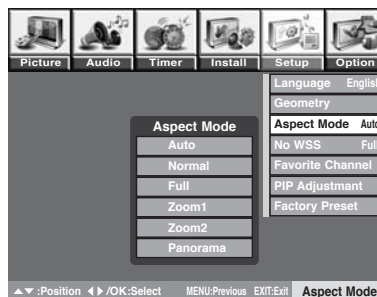 Picture Audio Timer Install Setup Option
Language English
Geometry
Aspect Mode Auto
No WSS Full
Favorite Channel
PIP Adjustmant
Factory Preset
Aspect Mode
Auto
Normal
Full
Zoom1
Zoom2
Panorama
▲▼ :Position ◀ ▶ /OK:Select MENU:Previous EXIT:Exit Aspect Mode